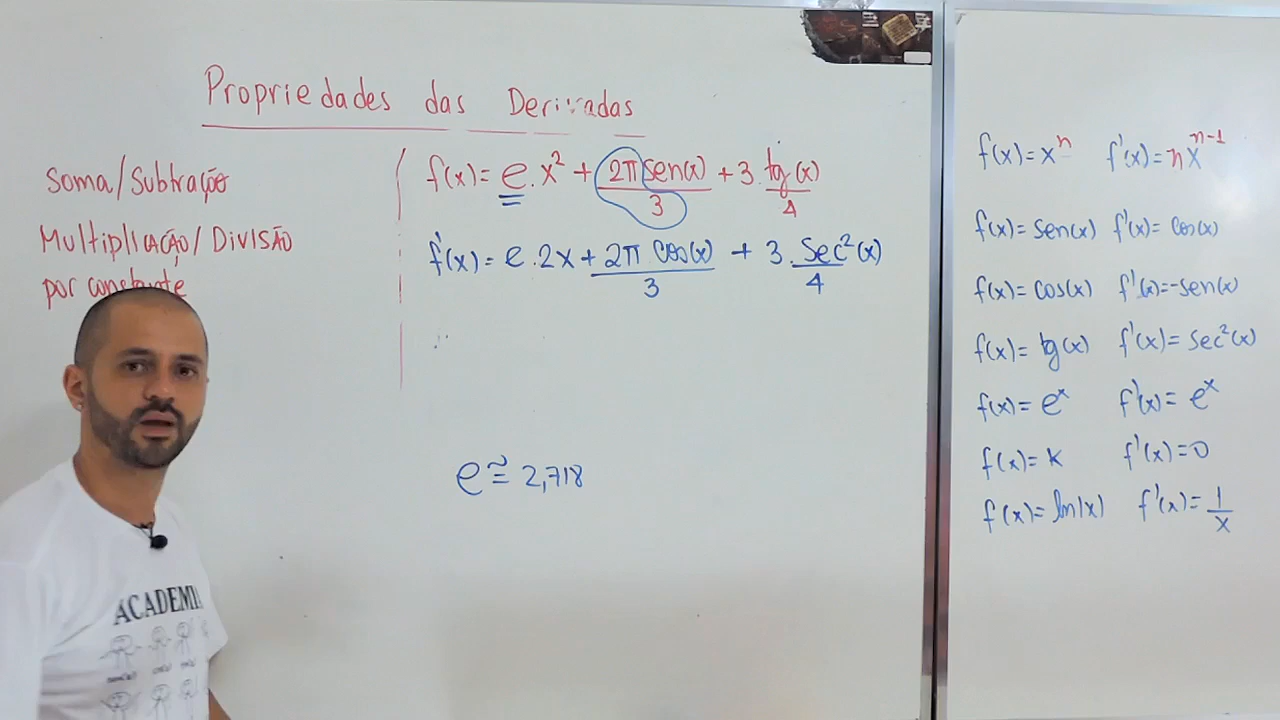 Propriedades das Derivadas
Soma/Subtração
Multiplicação/Divisão
por constante
f(x) = e.x² + 2π sen(x)/3 + 3.tg(x)/4
f'(x) = e.2x + 2π cos(x)/3 + 3.sec²(x)/4
e ≅ 2,718
f(x) = xⁿ f'(x) = n xⁿ⁻¹
f(x) = sen(x) f'(x) = cos(x)
f(x) = cos(x) f'(x) = -sen(x)
f(x) = tg(x) f'(x) = sec²(x)
f(x) = eˣ f'(x) = eˣ
f(x) = k f'(x) = 0
f(x) = ln|x| f'(x) = 1/x
ACADEMIA